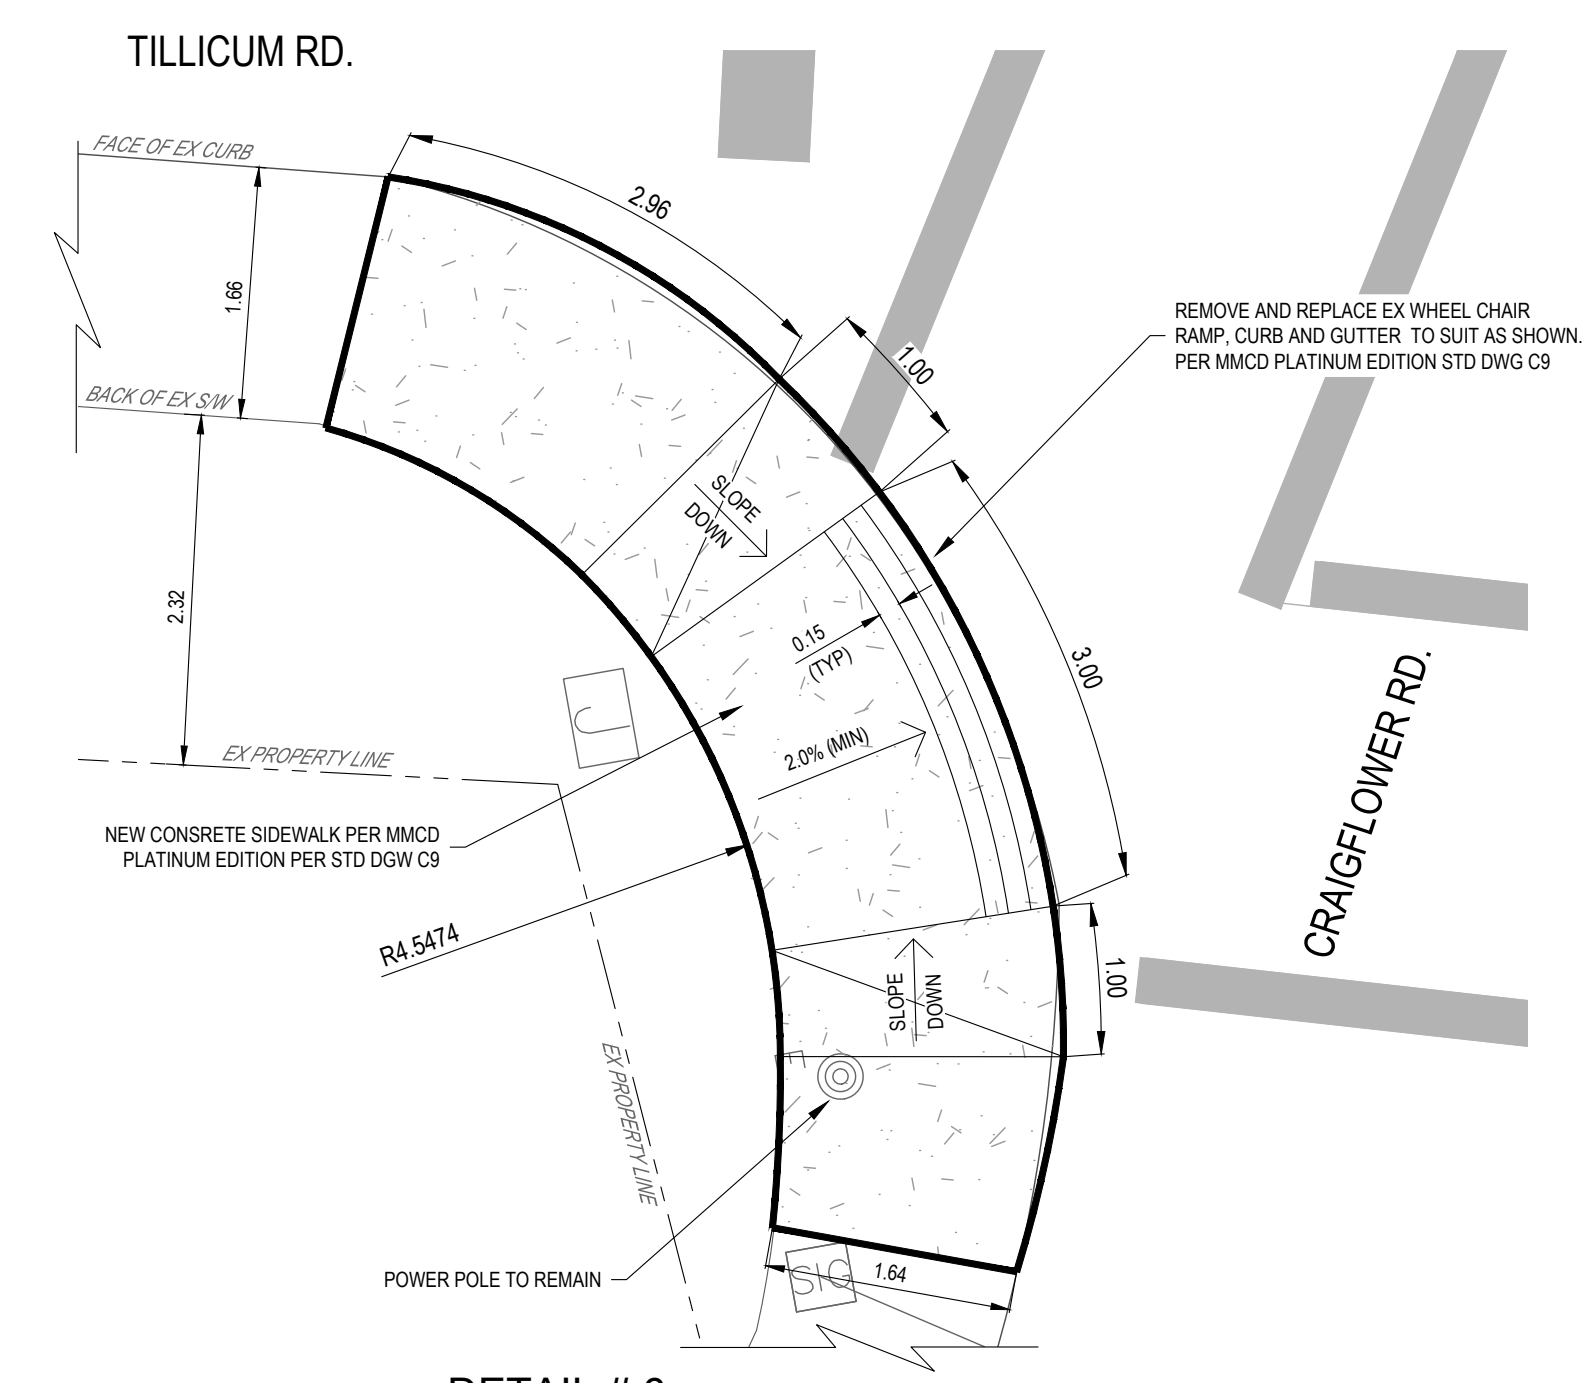 TILLICUM RD.
FACE OF EX CURB
2.96
1.66
REMOVE AND REPLACE EX WHEEL CHAIR
RAMP, CURB AND GUTTER TO SUIT AS SHOWN.
PER MMCD PLATINUM EDITION STD DWG C9
1.00
BACK OF EX S/W
SLOPE
DOWN
2.32
0.15
(TYP)
3.00
J
2.0% (MIN)
EX PROPERTY LINE
CRAIGFLOWER RD.
NEW CONSRETE SIDEWALK PER MMCD
PLATINUM EDITION PER STD DGW C9
R4.5474
SLOPE
DOWN
1.00
EX PROPERTY LINE
POWER POLE TO REMAIN
SIG
1.64